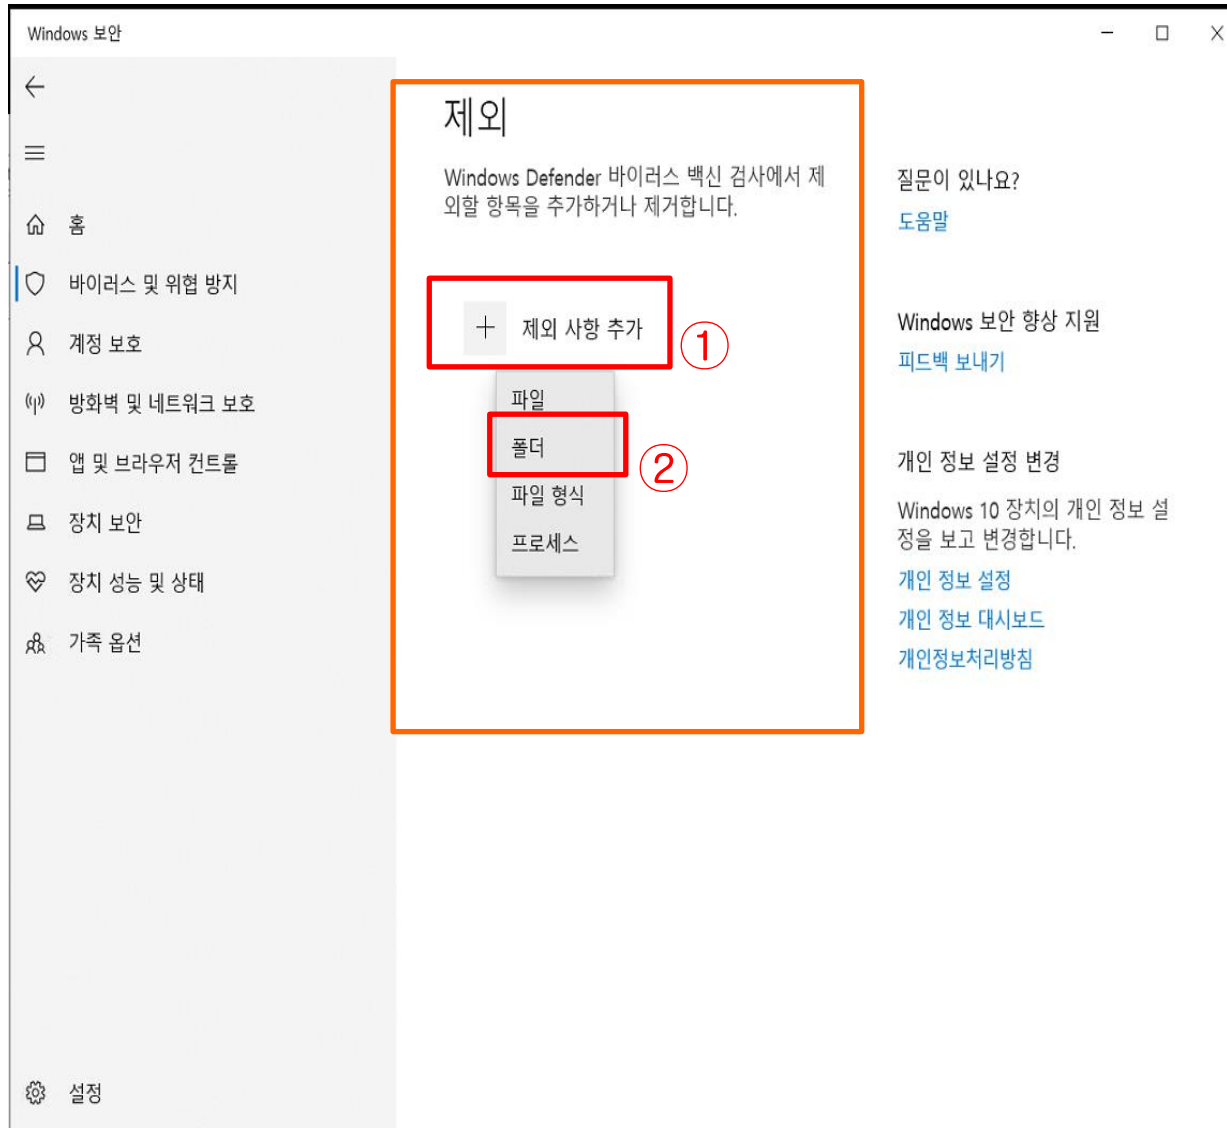 Windows 보안
홈
바이러스 및 위협 방지
계정 보호
방화벽 및 네트워크 보호
앱 및 브라우저 컨트롤
장치 보안
장치 성능 및 상태
가족 옵션
설정
제외
Windows Defender 바이러스 백신 검사에서 제
외할 항목을 추가하거나 제거합니다.
제외 사항 추가
①
파일
폴더
②
파일 형식
프로세스
질문이 있나요?
도움말
Windows 보안 향상 지원
피드백 보내기
개인 정보 설정 변경
Windows 10 장치의 개인 정보 설
정을 보고 변경합니다.
개인 정보 설정
개인 정보 대시보드
개인정보처리방침